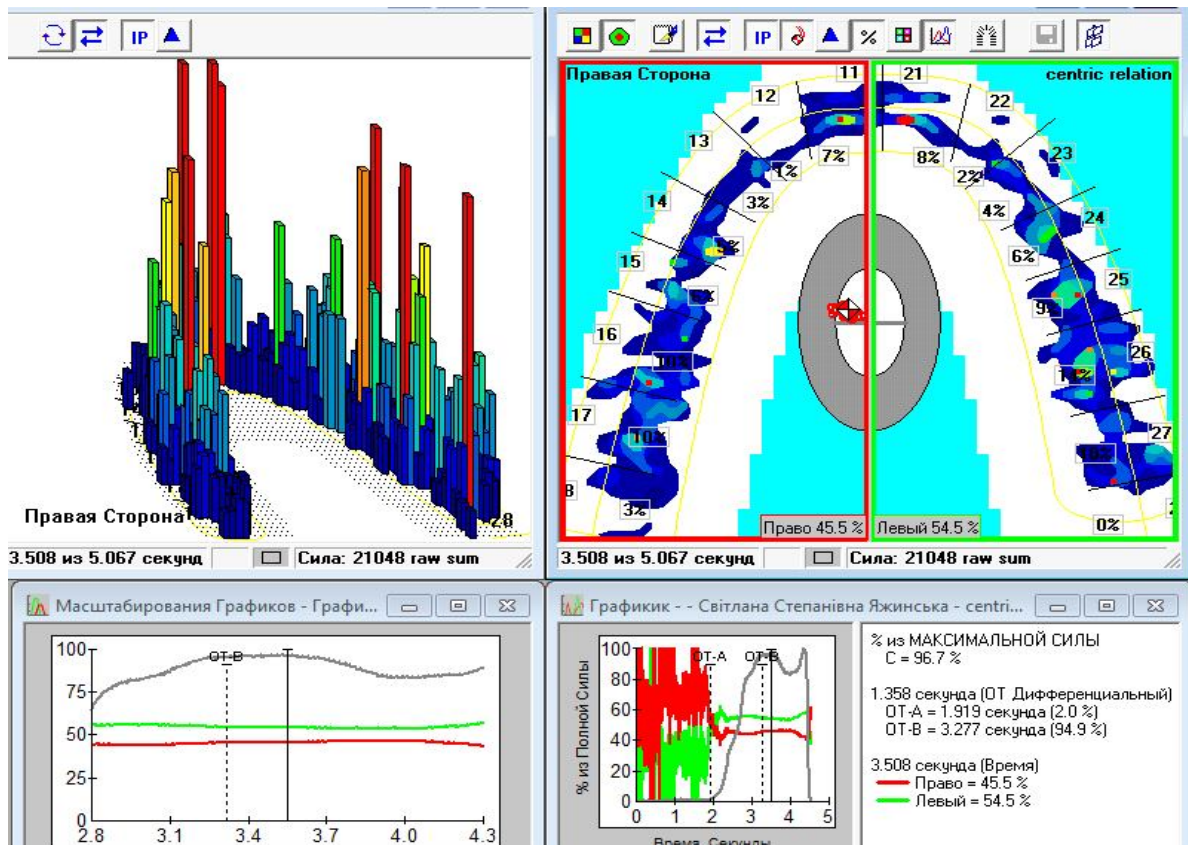 IP
IP
%
Правая Сторона
11
21
centric relation
12
22
13
23
7%
8%
1%
2%
14
3%
4%
24
15
6%
25
9%
16
10%
26
17
10%
27
3%
0%
Правая Сторона
28
Право 45.5 %
Левый 54.5 %
3.508 из 5.067 секунд
Сила: 21048 raw sum
3.508 из 5.067 секунд
Сила: 21048 raw sum
Масштабирования Графиков - Графи...
Графикик - - Світлана Степанівна Яжинська - centri...
100
OT-B
75
50
25
0
2.8 3.1 3.4 3.7 4.0 4.3
% из Полной Силы
100
OT-A
OT-B
80
60
40
20
0
0 1 2 3 4 5
Время, Секунды
% из МАКСИМАЛЬНОЙ СИЛЫ
C = 96.7 %
1.358 секунда (ОТ Дифференциальный)
OT-A = 1.919 секунда (2.0 %)
OT-B = 3.277 секунда (94.9 %)
3.508 секунда (Время)
Право = 45.5 %
Левый = 54.5 %